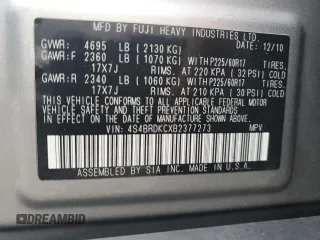 MFD. BY FUJI HEAVY INDUSTRIES LTD.
GVWR: 4695 LB (2130 KG) DATE: 12/10
GAWR:F 2360 LB (1070 KG) WITH P225/60R17 TIRES.
17X7J RIMS. AT 220 KPA (32 PSI) COLD
GAWR:R 2340 LB (1060 KG) WITH P225/60R17 TIRES.
17X7J RIMS. AT 210 KPA (30 PSI) COLD
THIS VEHICLE CONFORMS TO ALL APPLICABLE FEDERAL MOTOR
VEHICLE SAFETY AND THEFT PREVENTION STANDARDS IN EFFECT
ON THE DATE OF MANUFACTURE SHOWN ABOVE.
VIN: 4S4BRDKCXB2377273 MPV
ASSEMBLED BY SIA IN U.S.A.
© DREAMBID